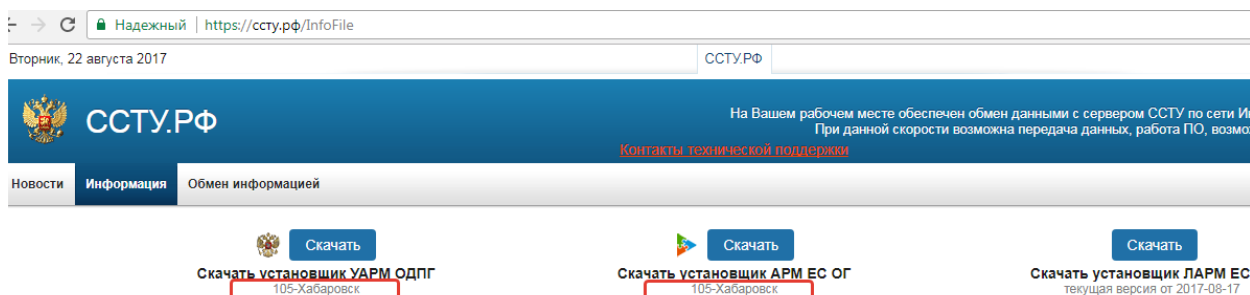 Надежный | https://ссту.рф/InfoFile
Вторник, 22 августа 2017
ССТУ.РФ
ССТУ.РФ
На Вашем рабочем месте обеспечен обмен данными с сервером ССТУ по сети
При данной скорости возможна передача данных, работа ПО,
Контакты технической поддержки
Новости Информация Обмен информацией
Скачать Скачать Скачать
Скачать установщик УАРМ ОДПГ Скачать установщик АРМ ЕС ОГ Скачать установщик ЛАРМ ЕС
105-Хабаровск 105-Хабаровск текущая версия от 2017-08-17